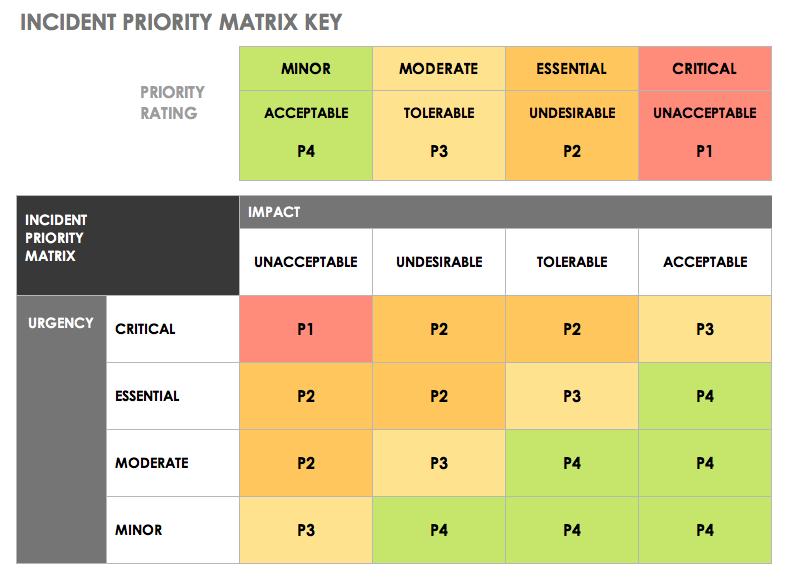 INCIDENT PRIORITY MATRIX KEY
PRIORITY
RATING
MINOR MODERATE ESSENTIAL CRITICAL
ACCEPTABLE TOLERABLE UNDESIRABLE UNACCEPTABLE
P4 P3 P2 P1
INCIDENT
PRIORITY
MATRIX
IMPACT
UNACCEPTABLE UNDESIRABLE TOLERABLE ACCEPTABLE
URGENCY CRITICAL P1 P2 P2 P3
ESSENTIAL P2 P2 P3 P4
MODERATE P2 P3 P4 P4
MINOR P3 P4 P4 P4